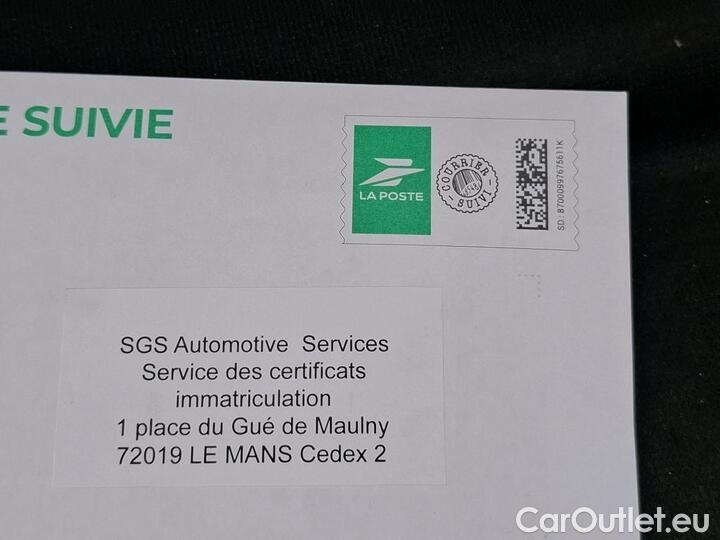 E SUIVIE
LA POSTE
COURRIER
SUIVI
SD: 87000997675611K
SGS Automotive Services
Service des certificats
immatriculation
1 place du Gué de Maulny
72019 LE MANS Cedex 2
CarOutlet.eu